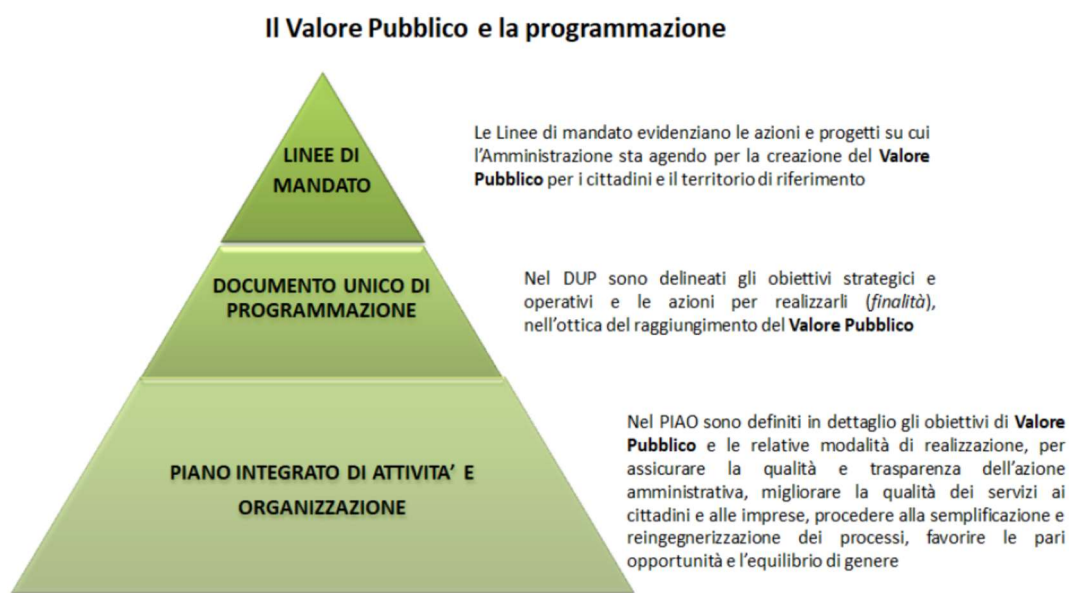 Il Valore Pubblico e la programmazione
LINEE DI
MANDATO
Le Linee di mandato evidenziano le azioni e progetti su cui
l’Amministrazione sta agendo per la creazione del Valore
Pubblico per i cittadini e il territorio di riferimento
DOCUMENTO UNICO DI
PROGRAMMAZIONE
Nel DUP sono delineati gli obiettivi strategici e
operativi e le azioni per realizzarli (finalità),
nell’ottica del raggiungimento del Valore Pubblico
PIANO INTEGRATO DI ATTIVITA’ E
ORGANIZZAZIONE
Nel PIAO sono definiti in dettaglio gli obiettivi di Valore
Pubblico e le relative modalità di realizzazione, per
assicurare la qualità e trasparenza dell’azione
amministrativa, migliorare la qualità dei servizi ai
cittadini e alle imprese, procedere alla semplificazione e
reingegnerizzazione dei processi, favorire le pari
opportunità e l’equilibrio di genere